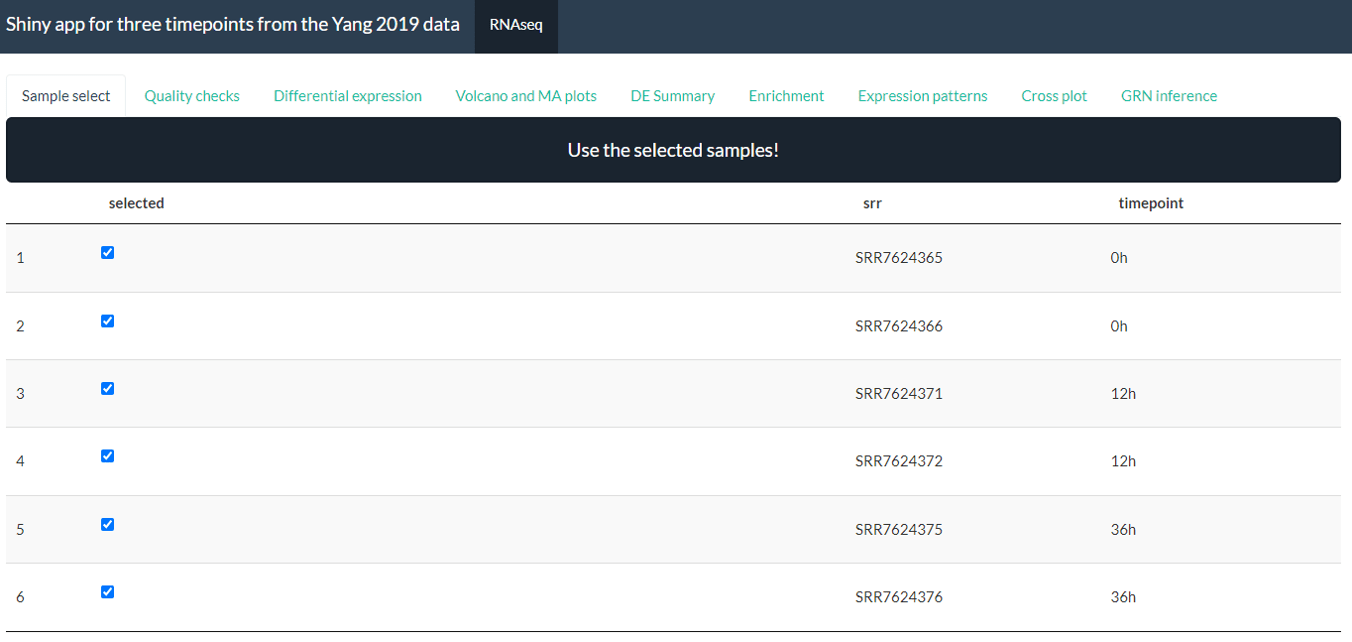 Shiny app for three timepoints from the Yang 2019 data RNAseq
Sample select Quality checks Differential expression Volcano and MA plots DE Summary Enrichment Expression patterns Cross plot GRN inference
Use the selected samples!
selected srr timepoint
1 SRR7624365 0h
2 SRR7624366 0h
3 SRR7624371 12h
4 SRR7624372 12h
5 SRR7624375 36h
6 SRR7624376 36h